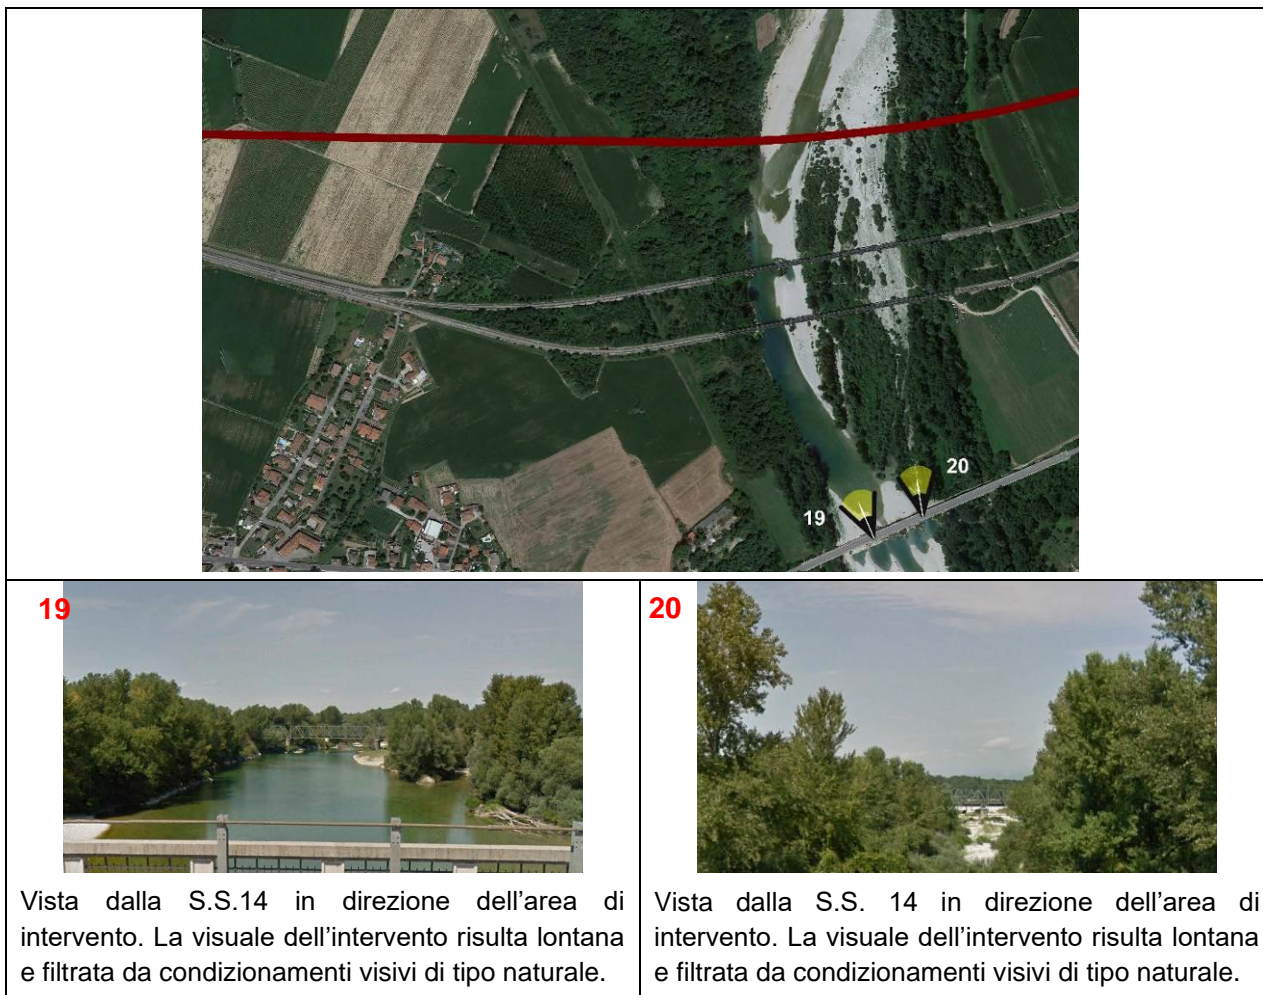 20
19
19
20
Vista dalla S.S.14 in direzione dell'area di
intervento. La visuale dell'intervento risulta lontana
e filtrata da condizionamenti visivi di tipo naturale.
Vista dalla S.S. 14 in direzione dell'area di
intervento. La visuale dell'intervento risulta lontana
e filtrata da condizionamenti visivi di tipo naturale.